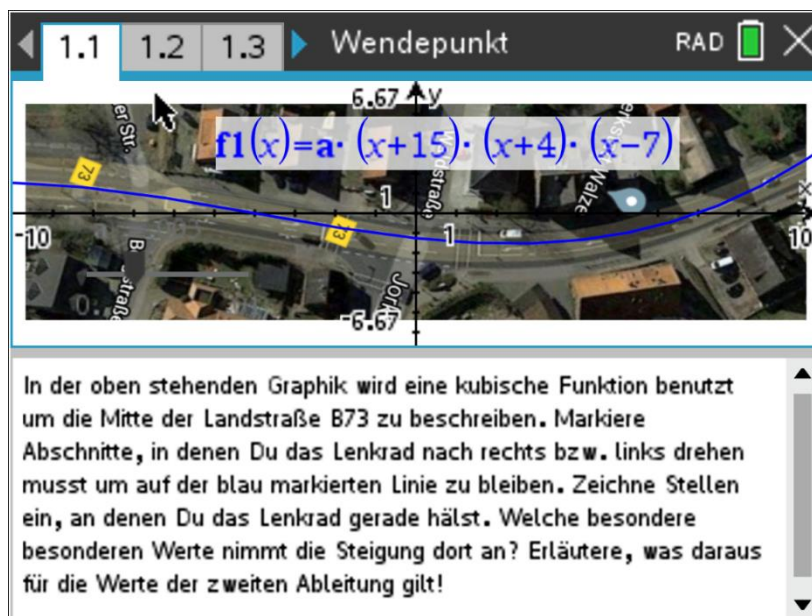 1.1 1.2 1.3 Wendepunkt RAD
6.67 y
f1(x)=a· (x+15)· (x+4)· (x−7)
er Str.
73
1
-10
73
1
10
-6.67
In der oben stehenden Graphik wird eine kubische Funktion benutzt
um die Mitte der Landstraße B73 zu beschreiben. Markiere
Abschnitte, in denen Du das Lenkrad nach rechts bzw. links drehen
musst um auf der blau markierten Linie zu bleiben. Zeichne Stellen
ein, an denen Du das Lenkrad gerade hälst. Welche besondere
besonderen Werte nimmt die Steigung dort an? Erläutere, was daraus
für die Werte der zweiten Ableitung gilt!